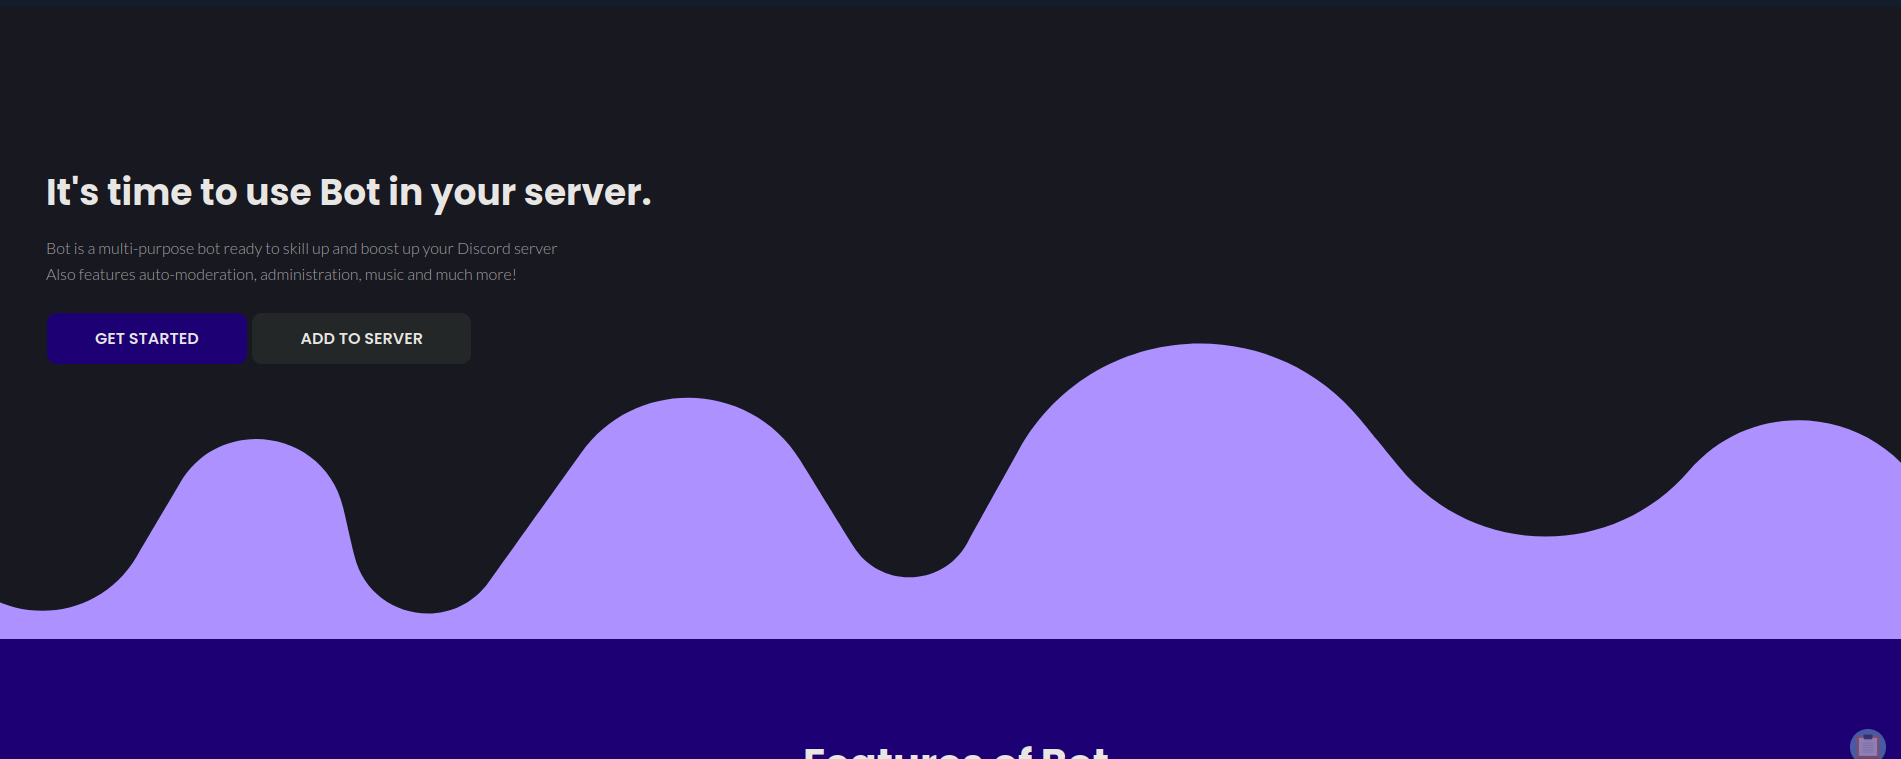 It's time to use Bot in your server.
Bot is a multi-purpose bot ready to skill up and boost up your Discord server
Also features auto-moderation, administration, music and much more!
GET STARTED
ADD TO SERVER
Features of Bot